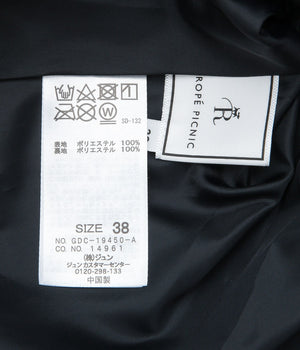 SD-132
表地 ポリエステル 100%
裏地 ポリエステル 100%
SIZE 38
NO. GDC-19450-A
CO.NO. 14961
(株)ジュン
ジュンカスタマーセンター
0120-298-133
中国製
R
ROPÉ PICNIC